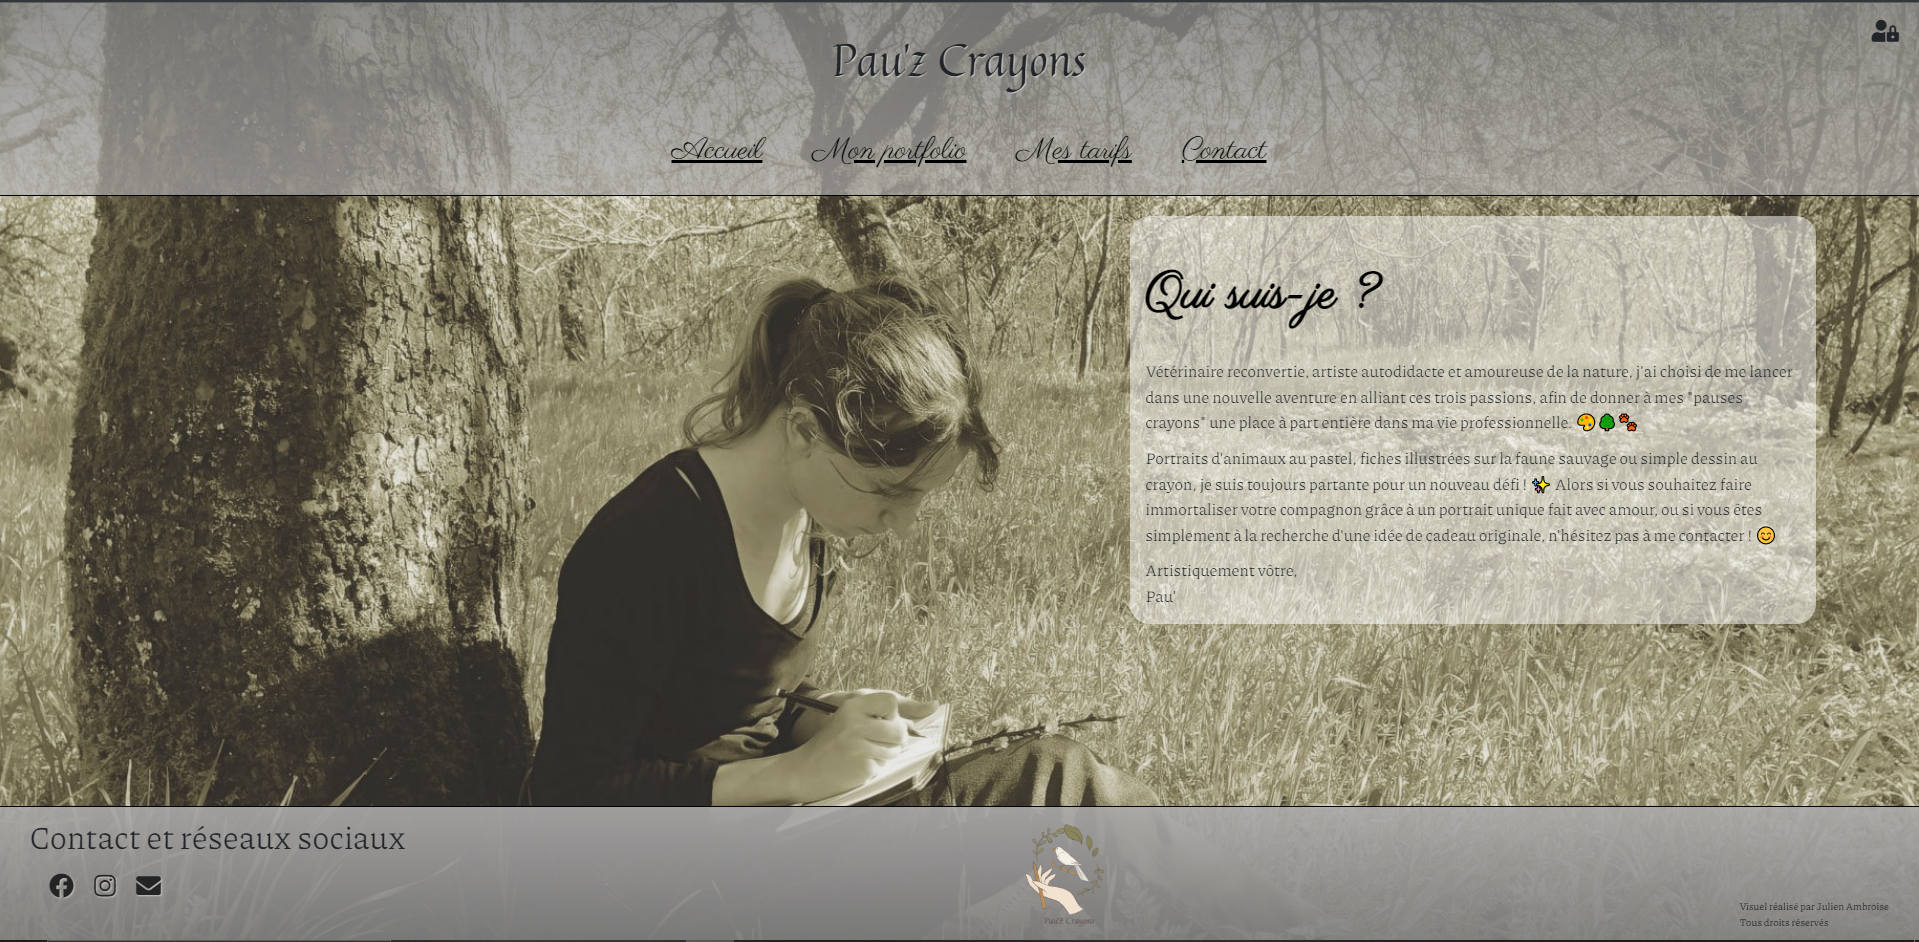 Pau'z Crayons
Accueil Mon portfolio Mes tarifs Contact
Qui suis-je ?
Vétérinaire reconvertie, artiste autodidacte et amoureuse de la nature, j'ai choisi de me lancer
dans une nouvelle aventure en alliant ces trois passions, afin de donner à mes "pauses
crayons" une place à part entière dans ma vie professionnelle. 🎨🌳🐾
Portraits d'animaux au pastel, fiches illustrées sur la faune sauvage ou simple dessin au
crayon, je suis toujours partante pour un nouveau défi ! ✨ Alors si vous souhaitez faire
immortaliser votre compagnon grâce à un portrait unique fait avec amour, ou si vous êtes
simplement à la recherche d'une idée de cadeau originale, n'hésitez pas à me contacter ! 😊
Artistiquement vôtre,
Pau'
Contact et réseaux sociaux
Pau'z Crayons
Visuel réalisé par Julien Ambroise
Tous droits réservés